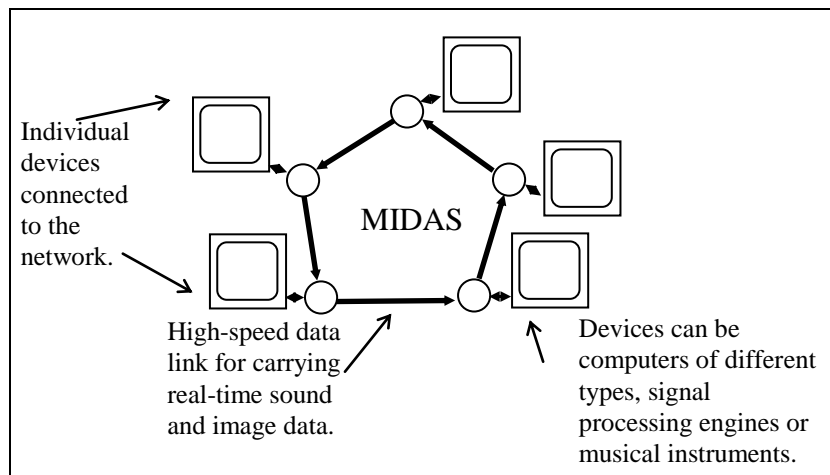 Individual
devices
connected
to the
network.
MIDAS
High-speed data
link for carrying
real-time sound
and image data.
Devices can be
computers of different
types, signal
processing engines or
musical instruments.